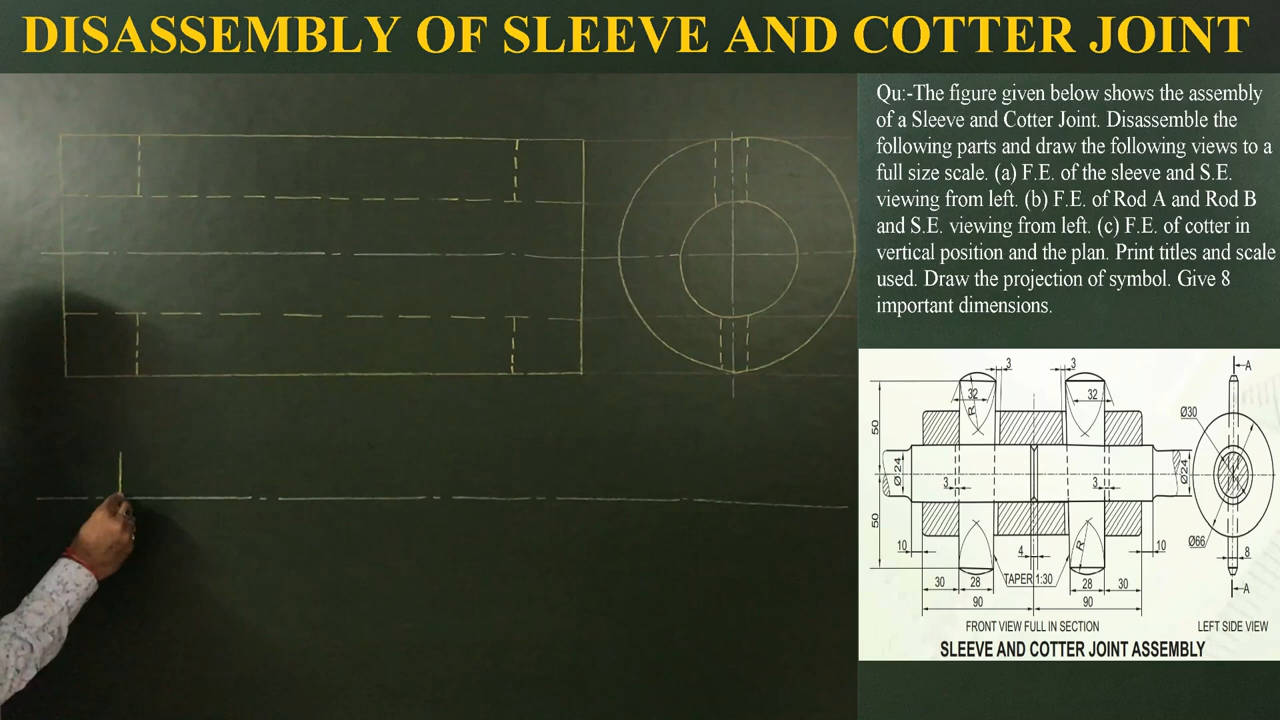 DISASSEMBLY OF SLEEVE AND COTTER JOINT
Qu:-The figure given below shows the assembly
of a Sleeve and Cotter Joint. Disassemble the
following parts and draw the following views to a
full size scale. (a) F.E. of the sleeve and S.E.
viewing from left. (b) F.E. of Rod A and Rod B
and S.E. viewing from left. (c) F.E. of cotter in
vertical position and the plan. Print titles and scale
used. Draw the projection of symbol. Give 8
important dimensions.
3
3
A
32
R
32
Ø30
50
Ø24
3
3
Ø24
50
R
Ø66
10
4
10
8
30
28
TAPER 1:30
28
30
A
90
90
FRONT VIEW FULL IN SECTION
LEFT SIDE VIEW
SLEEVE AND COTTER JOINT ASSEMBLY